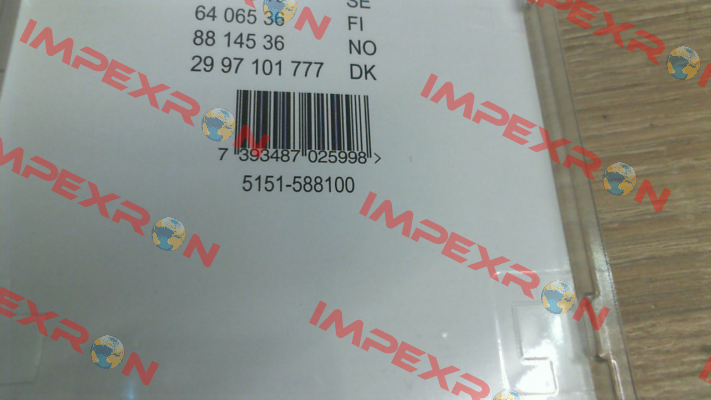 SE
64 065 36 FI
88 145 36 NO
29 97 101 777 DK
7 393487 025998 >
5151-588100
IMPEXRON
IMPEXRON
IMPEXRON
IMPEXRON
IMPEXRON
IMPEXRON
IMPEXRON